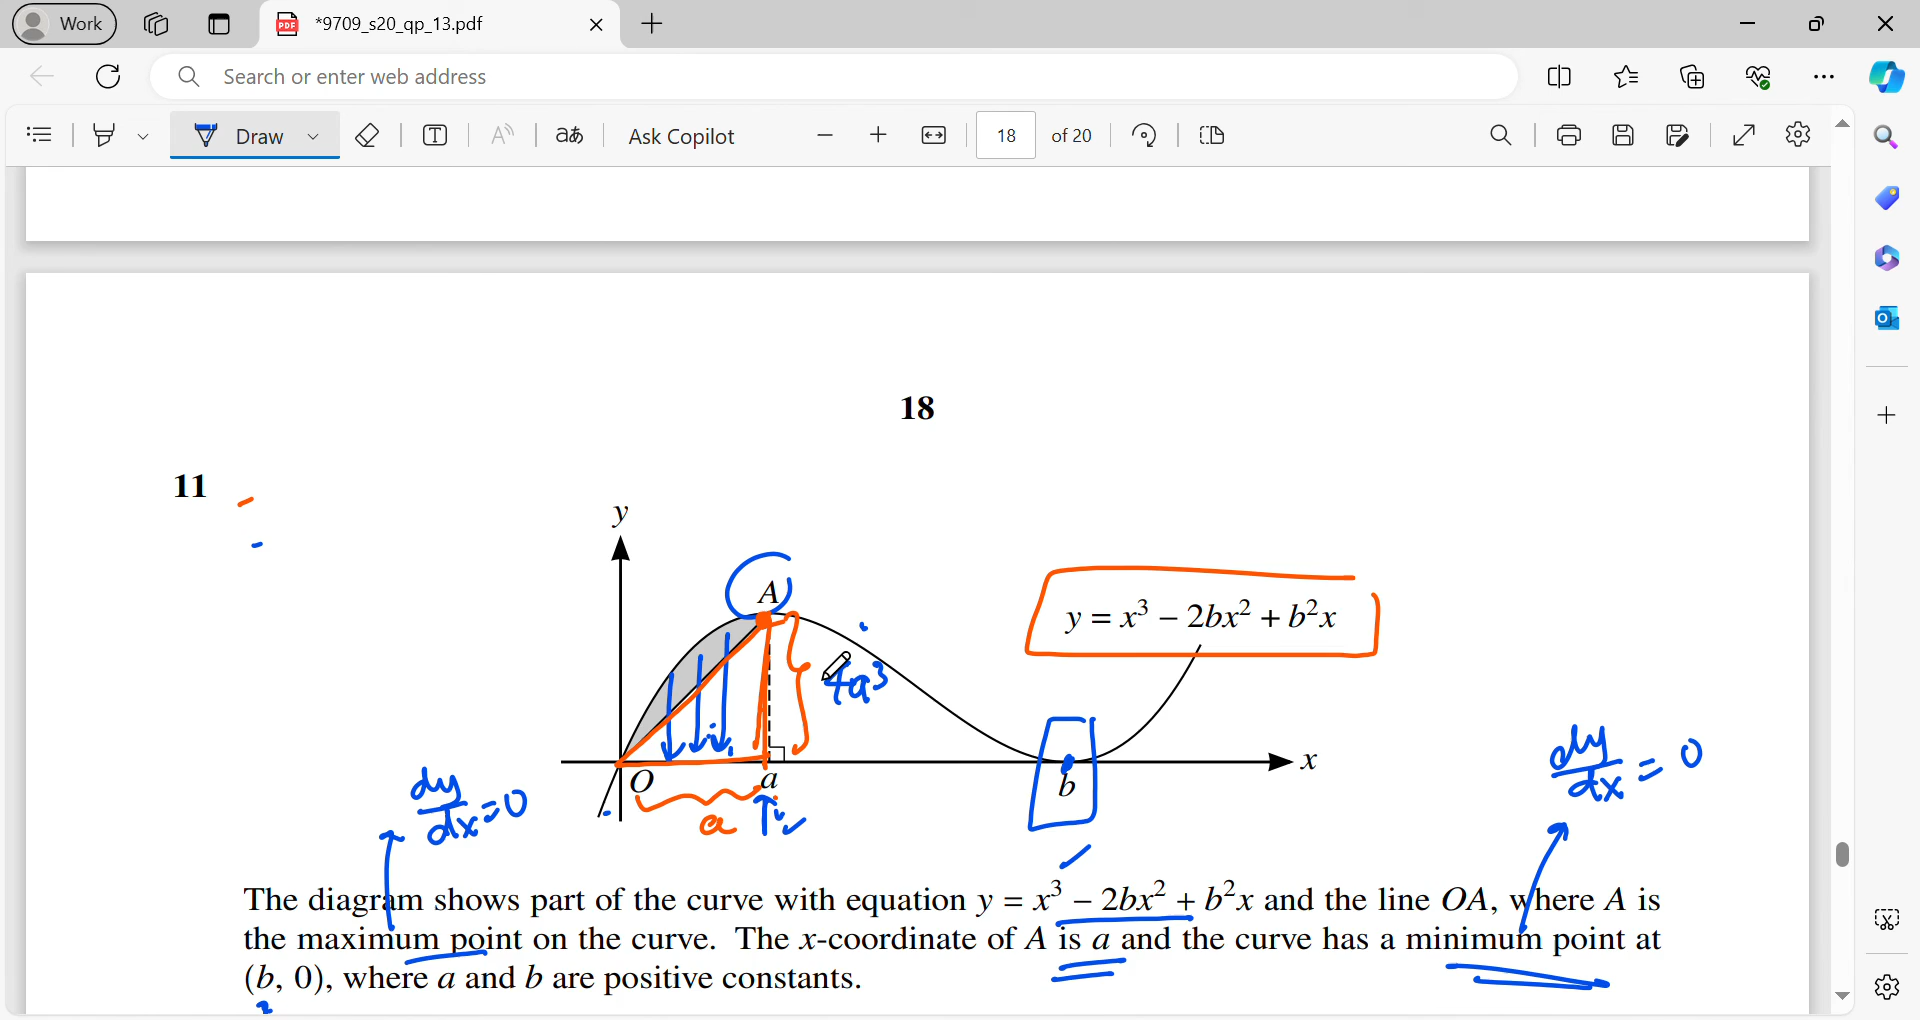 Work
*9709_s20_qp_13.pdf
Search or enter web address
Draw
T
A
aあ
Ask Copilot
18 of 20
18
11
y
A
y = x³ − 2bx² + b²x
4a³
x
O
a
b
dy/dx = 0
a
dy/dx = 0
The diagram shows part of the curve with equation y = x³ − 2bx² + b²x and the line OA, where A is
the maximum point on the curve. The x-coordinate of A is a and the curve has a minimum point at
(b, 0), where a and b are positive constants.